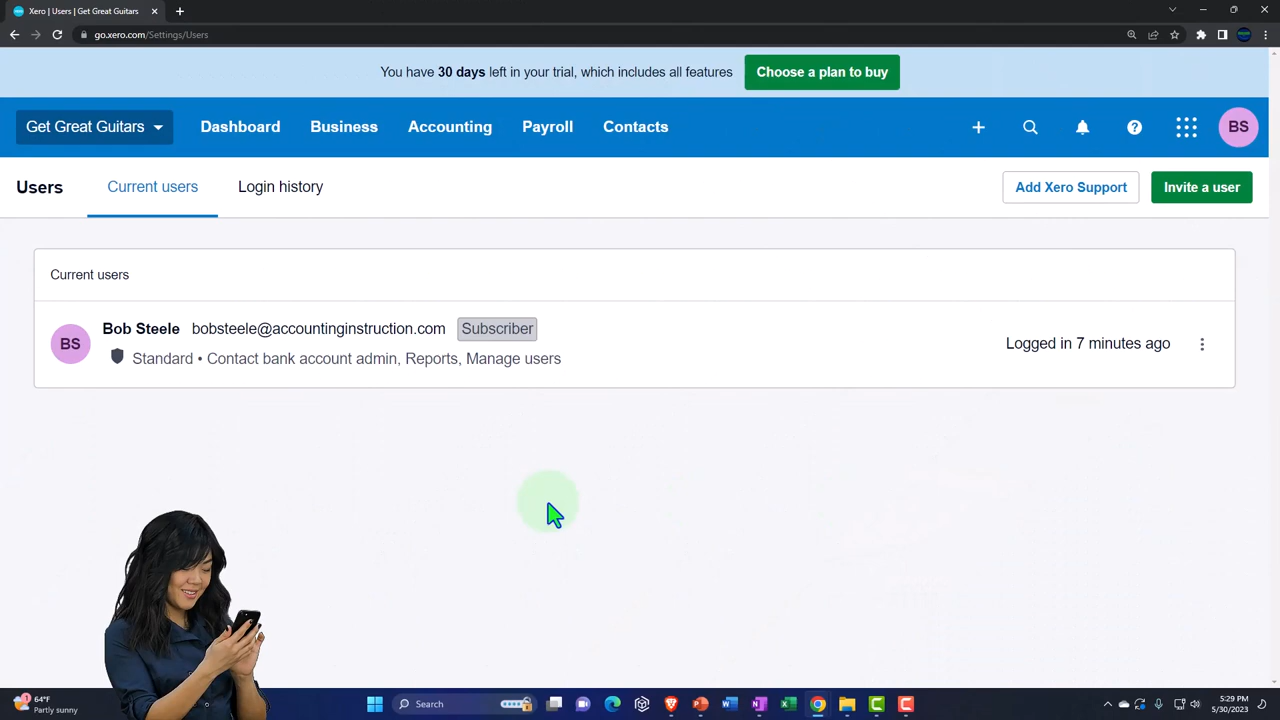 Xero | Users | Get Great Guitars
go.xero.com/Settings/Users
You have 30 days left in your trial, which includes all features
Choose a plan to buy
Get Great Guitars
Dashboard
Business
Accounting
Payroll
Contacts
BS
Users
Current users
Login history
Add Xero Support
Invite a user
Current users
BS
Bob Steele bobsteele@accountinginstruction.com Subscriber
Standard • Contact bank account admin, Reports, Manage users
Logged in 7 minutes ago
64°F
Partly sunny
Search
5:29 PM
5/30/2023